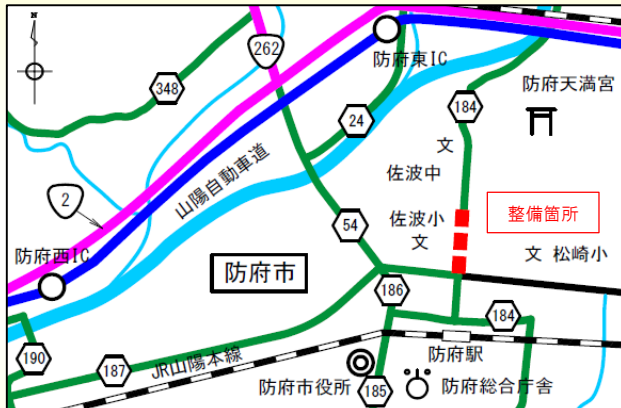 N
262
防府東IC
348
184
防府天満宮
24
文
佐波中
山陽自動車道
2
佐波小
整備箇所
54
文
文 松崎小
防府西IC
防府市
186
184
190
187
JR山陽本線
防府駅
防府市役所
185
防府総合庁舎